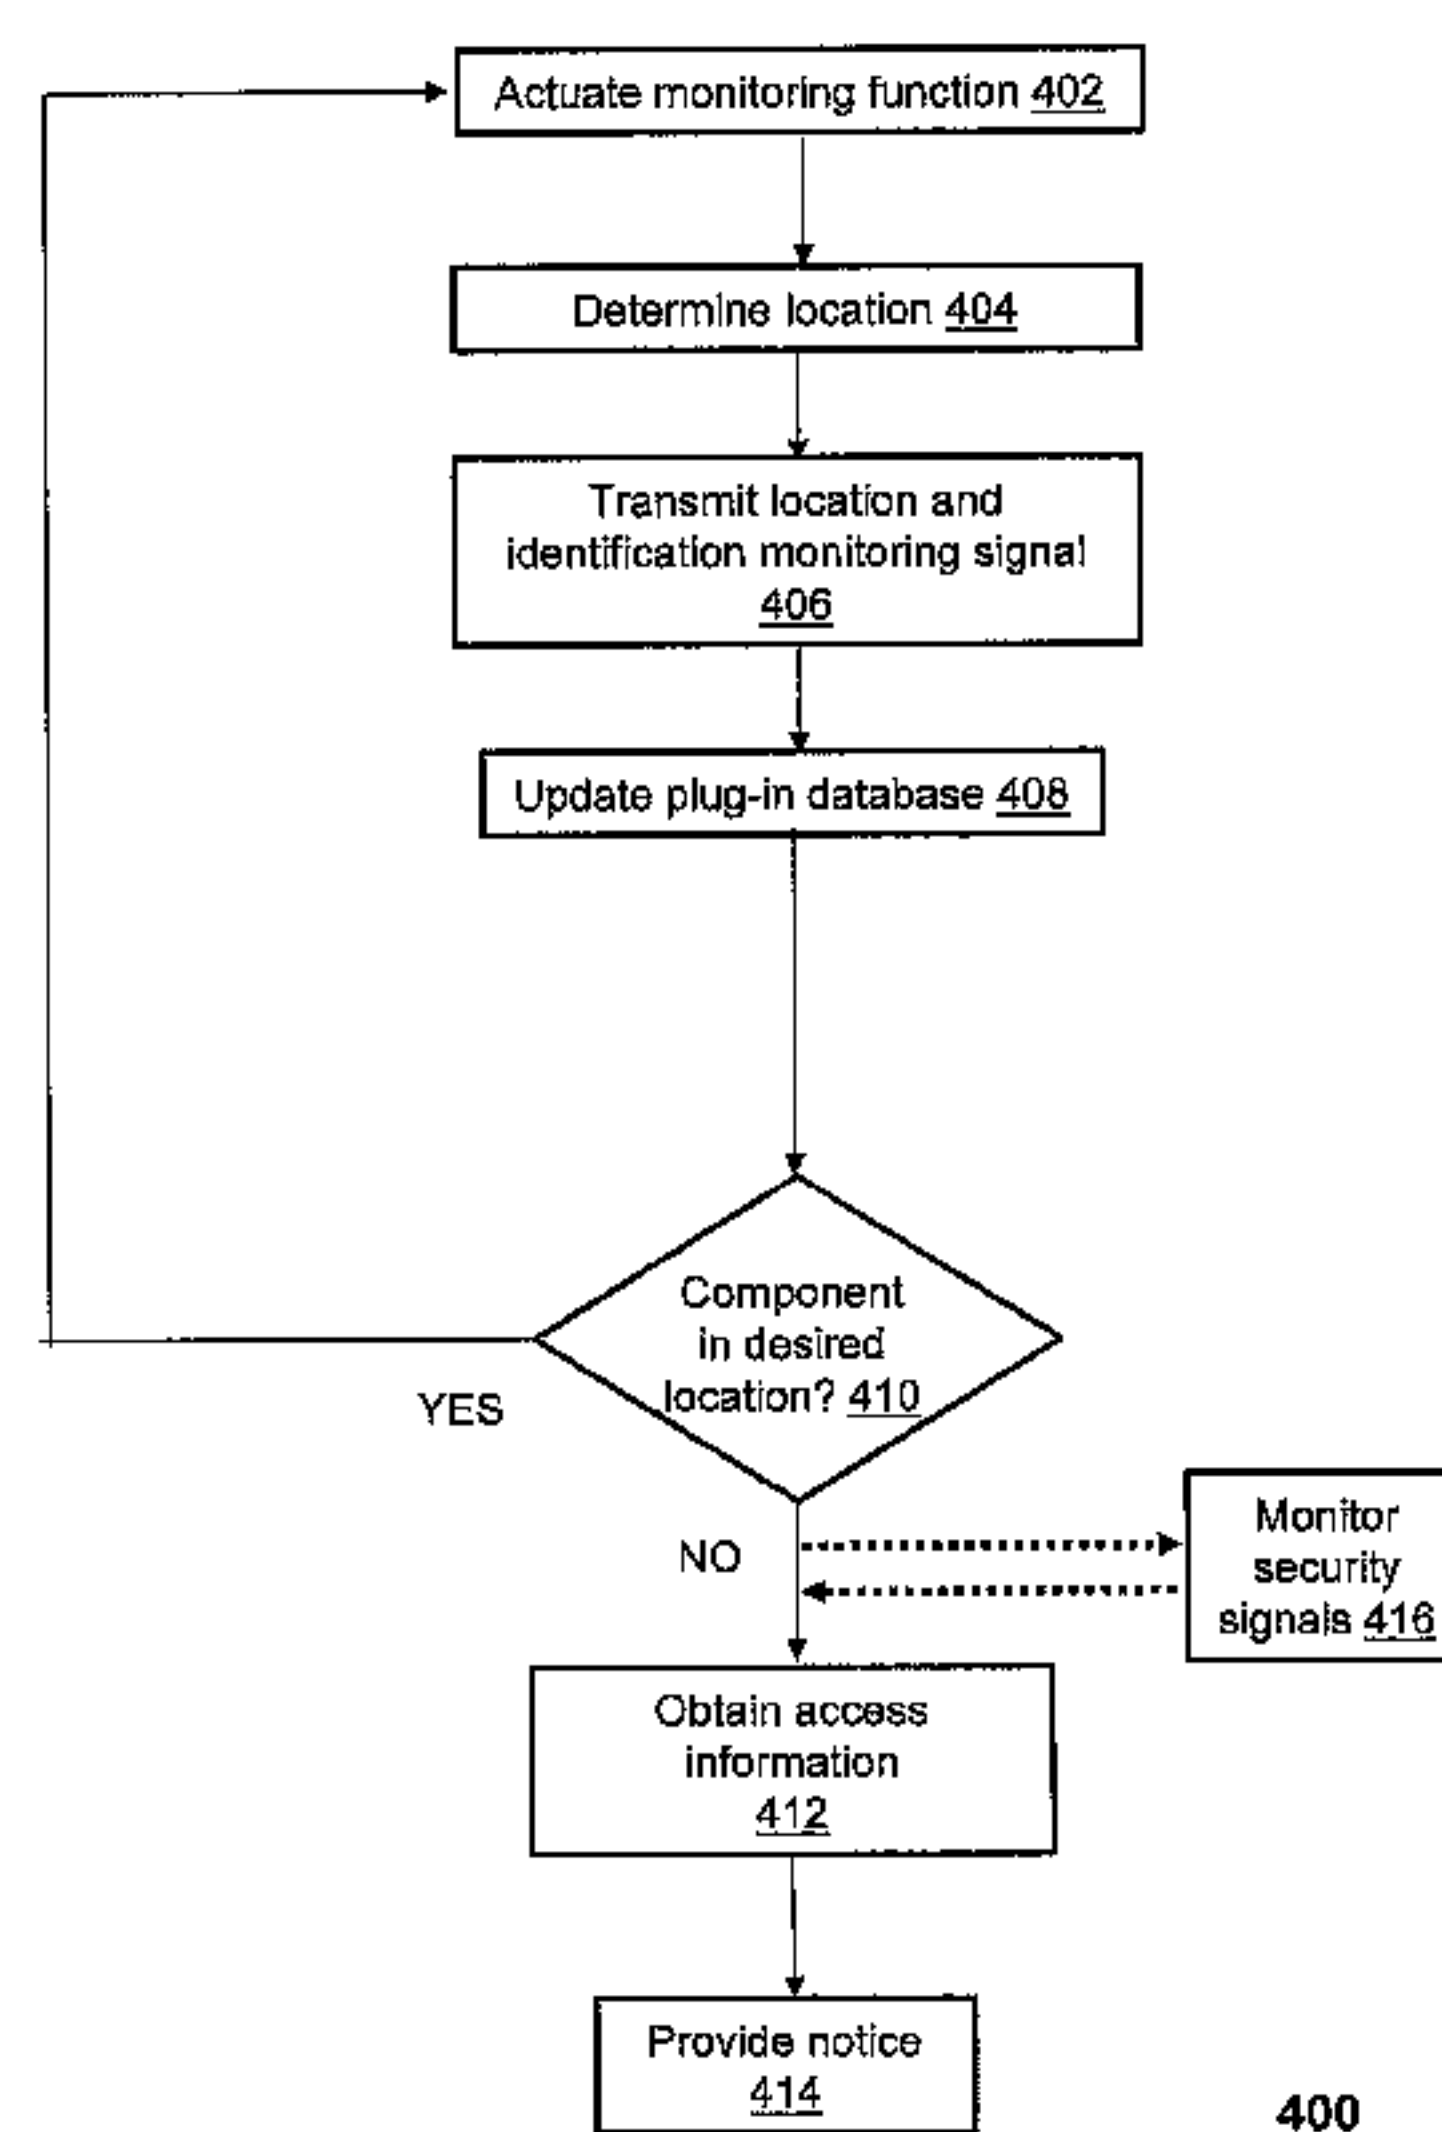 Actuate monitoring function 402
Determine location 404
Transmit location and
identification monitoring signal
406
Update plug-in database 408
Component
in desired
location? 410
YES
NO
Monitor
security
signals 416
Obtain access
information
412
Provide notice
414
400